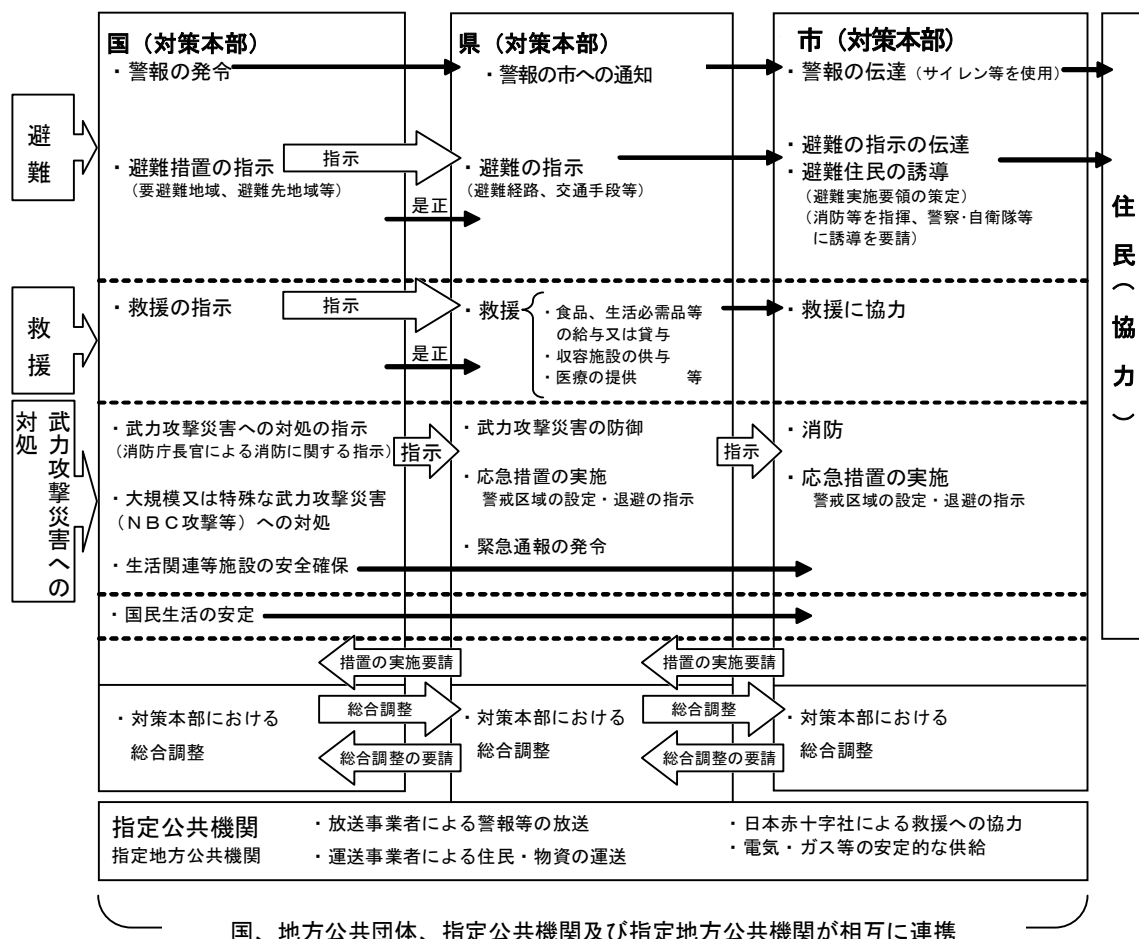 国（対策本部）
・警報の発令
・避難措置の指示
（要避難地域、避難先地域等）
指示
是正
県（対策本部）
・警報の市への通知
・避難の指示
（避難経路、交通手段等）
市（対策本部）
・警報の伝達（サイレン等を使用）
・避難の指示の伝達
・避難住民の誘導
（避難実施要領の策定）
（消防等を指揮、警察･自衛隊等
に誘導を要請）
避難
住民（協力）
救援
・救援の指示
指示
是正
・救援
・食品、生活必需品等
の給与又は貸与
・収容施設の供与
・医療の提供　　等
・救援に協力
武力攻撃災害への
対処
・武力攻撃災害への対処の指示
（消防庁長官による消防に関する指示）
・大規模又は特殊な武力攻撃災害
（ＮＢＣ攻撃等）への対処
・生活関連等施設の安全確保
指示
・武力攻撃災害の防御
・応急措置の実施
警戒区域の設定・退避の指示
・緊急通報の発令
指示
・消防
・応急措置の実施
警戒区域の設定・退避の指示
・国民生活の安定
措置の実施要請
措置の実施要請
・対策本部における
総合調整
総合調整
総合調整の要請
・対策本部における
総合調整
総合調整
総合調整の要請
・対策本部における
総合調整
指定公共機関
指定地方公共機関
・放送事業者による警報等の放送
・運送事業者による住民・物資の運送
・日本赤十字社による救援への協力
・電気・ガス等の安定的な供給
国、地方公共団体、指定公共機関及び指定地方公共機関が相互に連携